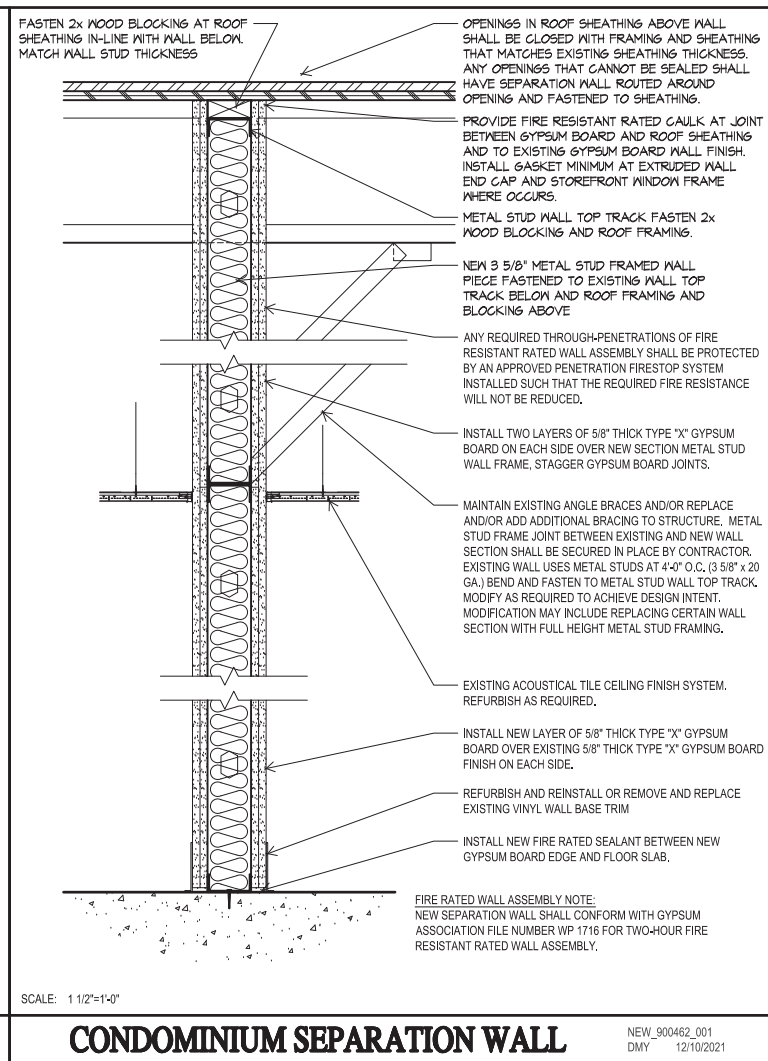 FASTEN 2x WOOD BLOCKING AT ROOF
SHEATHING IN-LINE WITH WALL BELOW.
MATCH WALL STUD THICKNESS
OPENINGS IN ROOF SHEATHING ABOVE WALL
SHALL BE CLOSED WITH FRAMING AND SHEATHING
THAT MATCHES EXISTING SHEATHING THICKNESS.
ANY OPENINGS THAT CANNOT BE SEALED SHALL
HAVE SEPARATION WALL ROUTED AROUND
OPENING AND FASTENED TO SHEATHING.
PROVIDE FIRE RESISTANT RATED CAULK AT JOINT
BETWEEN GYPSUM BOARD AND ROOF SHEATHING
AND TO EXISTING GYPSUM BOARD WALL FINISH.
INSTALL GASKET MINIMUM AT EXTRUDED WALL
END CAP AND STOREFRONT WINDOW FRAME
WHERE OCCURS.
METAL STUD WALL TOP TRACK FASTEN 2x
WOOD BLOCKING AND ROOF FRAMING.
NEW 3 5/8" METAL STUD FRAMED WALL
PIECE FASTENED TO EXISTING WALL TOP
TRACK BELOW AND ROOF FRAMING AND
BLOCKING ABOVE
ANY REQUIRED THROUGH-PENETRATIONS OF FIRE
RESISTANT RATED WALL ASSEMBLY SHALL BE PROTECTED
BY AN APPROVED PENETRATION FIRESTOP SYSTEM
INSTALLED SUCH THAT THE REQUIRED FIRE RESISTANCE
WILL NOT BE REDUCED.
INSTALL TWO LAYERS OF 5/8" THICK TYPE "X" GYPSUM
BOARD ON EACH SIDE OVER NEW SECTION METAL STUD
WALL FRAME, STAGGER GYPSUM BOARD JOINTS.
MAINTAIN EXISTING ANGLE BRACES AND/OR REPLACE
AND/OR ADD ADDITIONAL BRACING TO STRUCTURE. METAL
STUD FRAME JOINT BETWEEN EXISTING AND NEW WALL
SECTION SHALL BE SECURED IN PLACE BY CONTRACTOR.
EXISTING WALL USES METAL STUDS AT 4'-0" O.C. (3 5/8" x 20
GA.) BEND AND FASTEN TO METAL STUD WALL TOP TRACK.
MODIFY AS REQUIRED TO ACHIEVE DESIGN INTENT.
MODIFICATION MAY INCLUDE REPLACING CERTAIN WALL
SECTION WITH FULL HEIGHT METAL STUD FRAMING.
EXISTING ACOUSTICAL TILE CEILING FINISH SYSTEM.
REFURBISH AS REQUIRED.
INSTALL NEW LAYER OF 5/8" THICK TYPE "X" GYPSUM
BOARD OVER EXISTING 5/8" THICK TYPE "X" GYPSUM BOARD
FINISH ON EACH SIDE.
REFURBISH AND REINSTALL OR REMOVE AND REPLACE
EXISTING VINYL WALL BASE TRIM
INSTALL NEW FIRE RATED SEALANT BETWEEN NEW
GYPSUM BOARD EDGE AND FLOOR SLAB.
FIRE RATED WALL ASSEMBLY NOTE:
NEW SEPARATION WALL SHALL CONFORM WITH GYPSUM
ASSOCIATION FILE NUMBER WP 1716 FOR TWO-HOUR FIRE
RESISTANT RATED WALL ASSEMBLY.
SCALE: 1 1/2"=1'-0"
CONDOMINIUM SEPARATION WALL
NEW_900462_001
DMY 12/10/2021